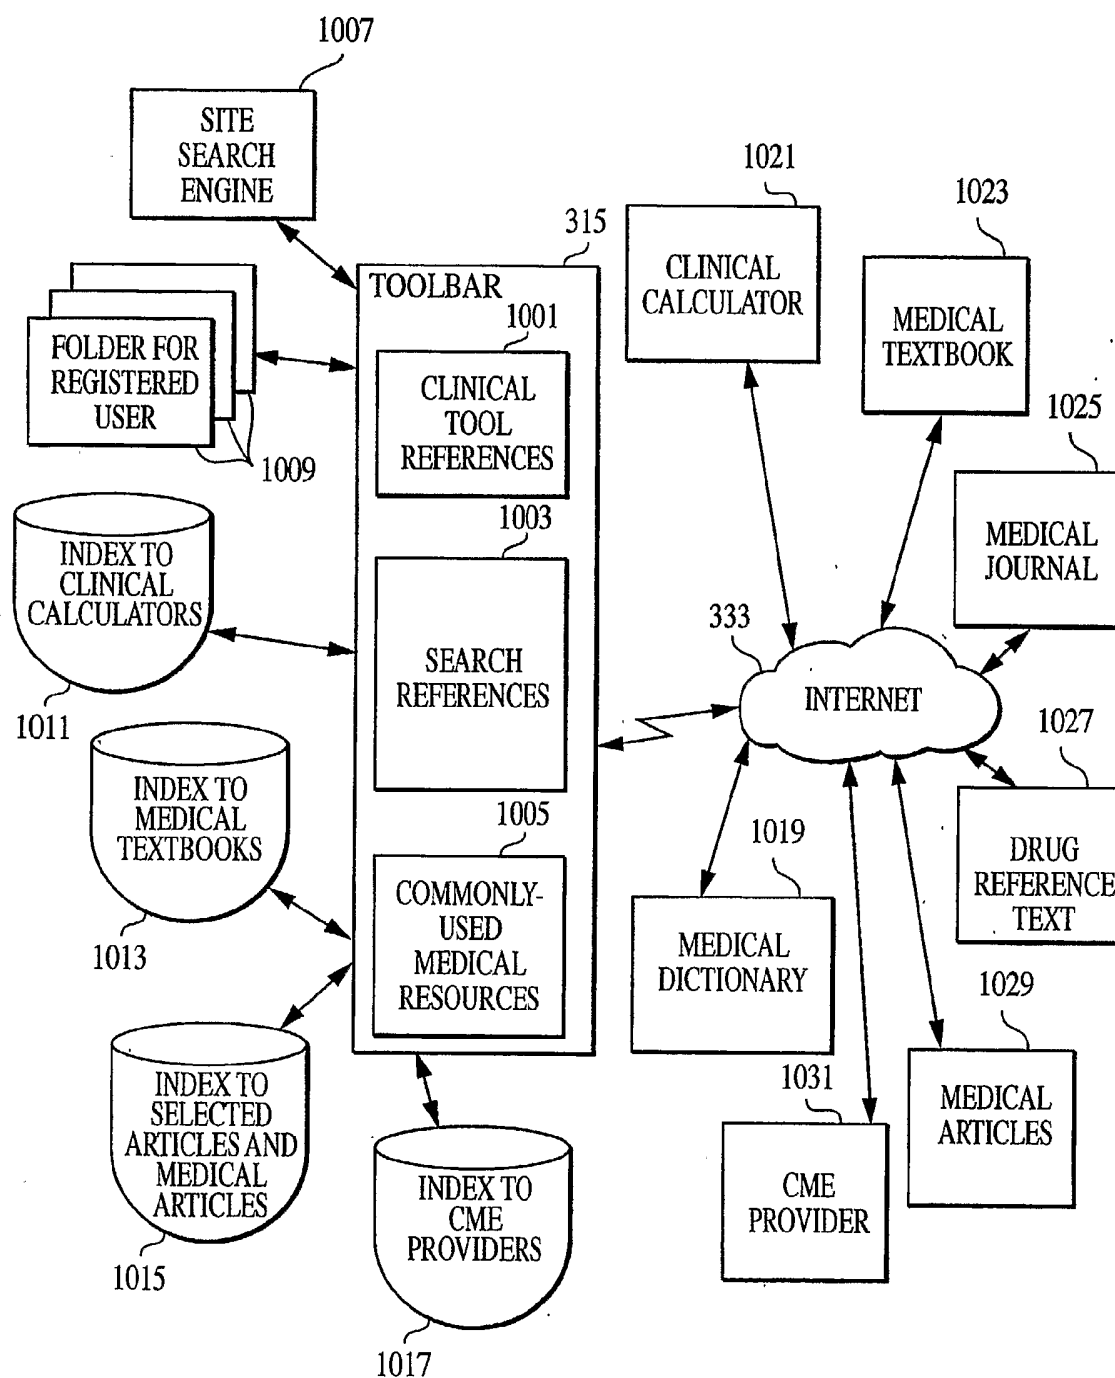 1007
SITE
SEARCH
ENGINE
315
TOOLBAR
1001
CLINICAL
TOOL
REFERENCES
FOLDER FOR
REGISTERED
USER
1009
1003
SEARCH
REFERENCES
INDEX TO
CLINICAL
CALCULATORS
1011
INDEX TO
MEDICAL
TEXTBOOKS
1013
1005
COMMONLY-
USED
MEDICAL
RESOURCES
INDEX TO
SELECTED
ARTICLES AND
MEDICAL
ARTICLES
1015
INDEX TO
CME
PROVIDERS
1017
1021
CLINICAL
CALCULATOR
1023
MEDICAL
TEXTBOOK
1025
MEDICAL
JOURNAL
333
INTERNET
1027
DRUG
REFERENCE
TEXT
1019
MEDICAL
DICTIONARY
1029
MEDICAL
ARTICLES
1031
CME
PROVIDER